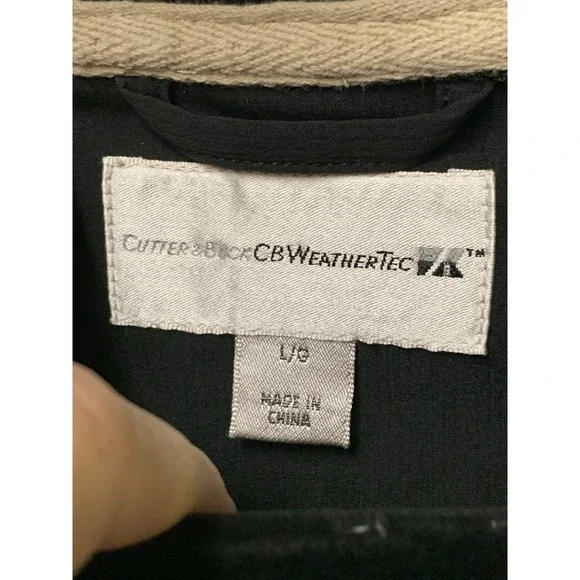 CUTTER & BUCK CBWEATHERTEC ™
L/G
MADE IN
CHINA